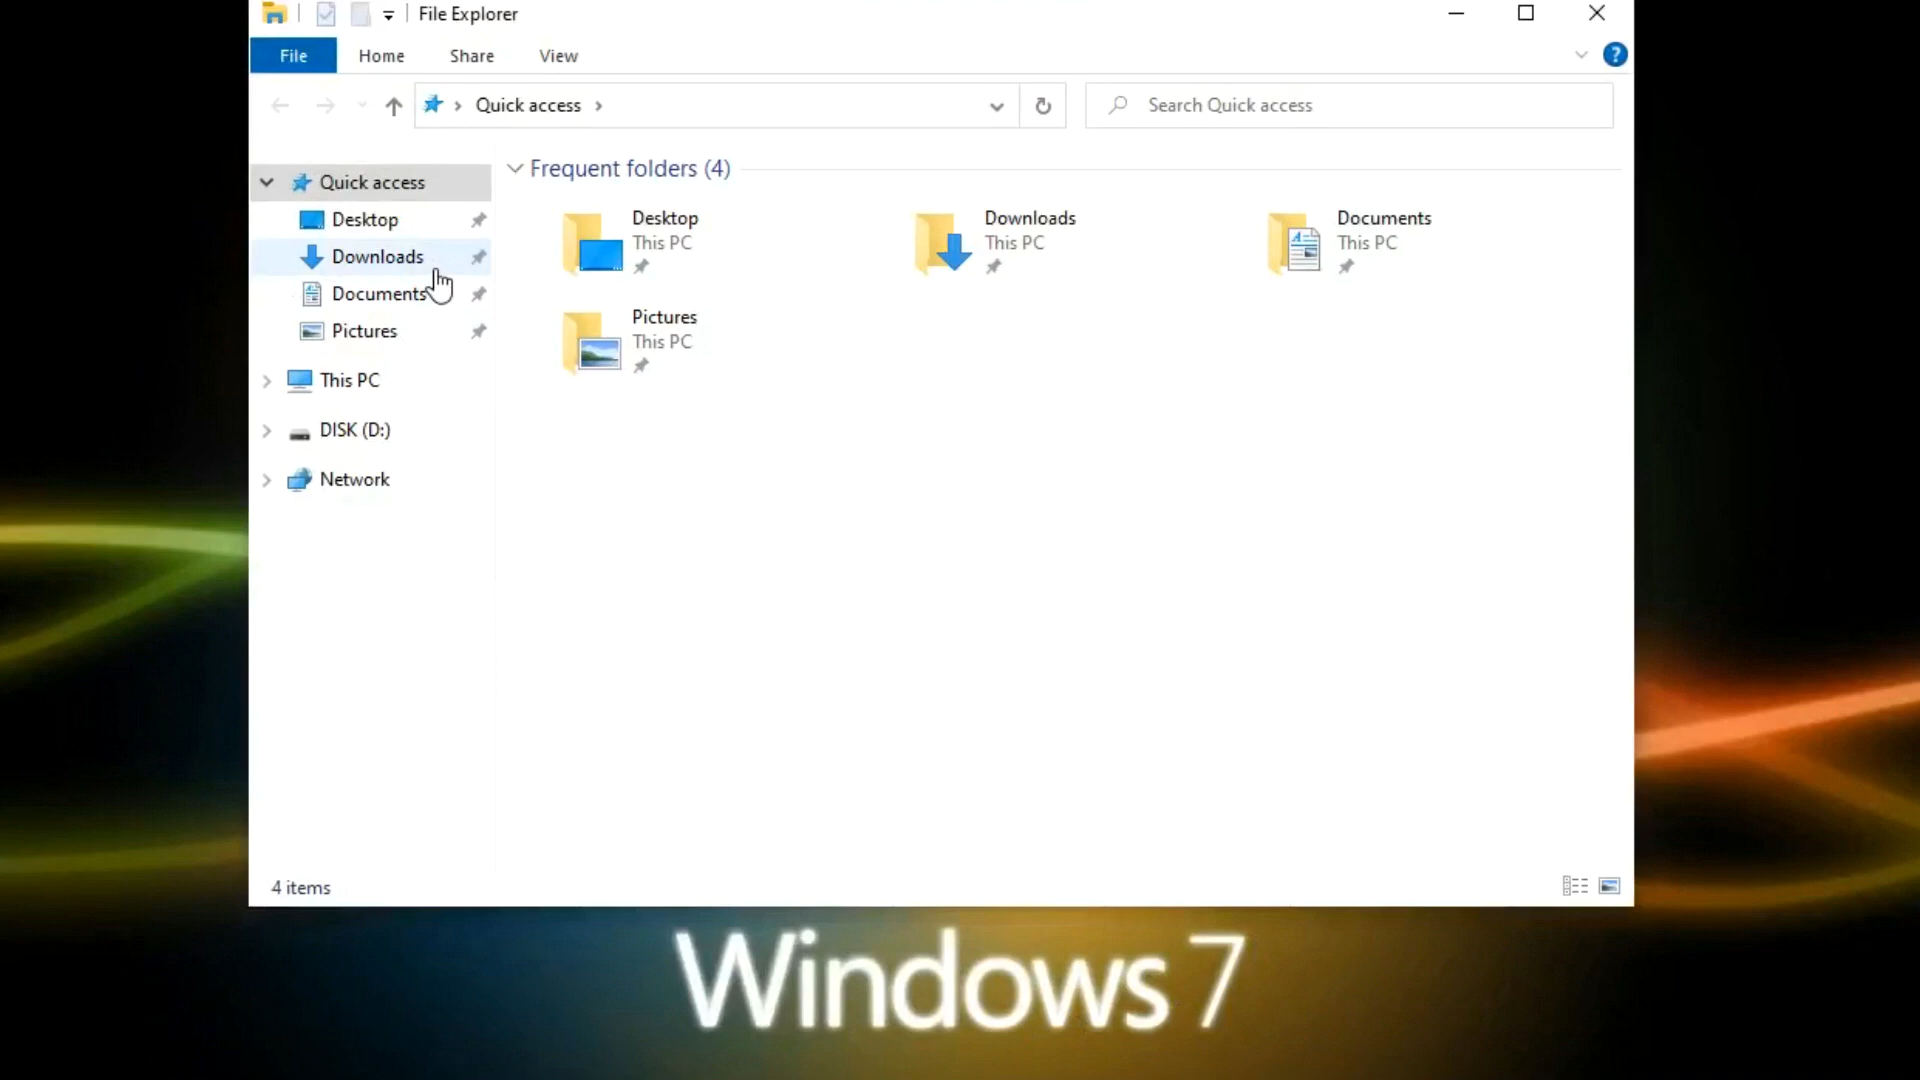 File Explorer
File Home Share View
Quick access
Search Quick access
Quick access
Desktop
Downloads
Documents
Pictures
This PC
DISK (D:)
Network
Frequent folders (4)
Desktop
This PC
Downloads
This PC
Documents
This PC
Pictures
This PC
4 items
Windows 7